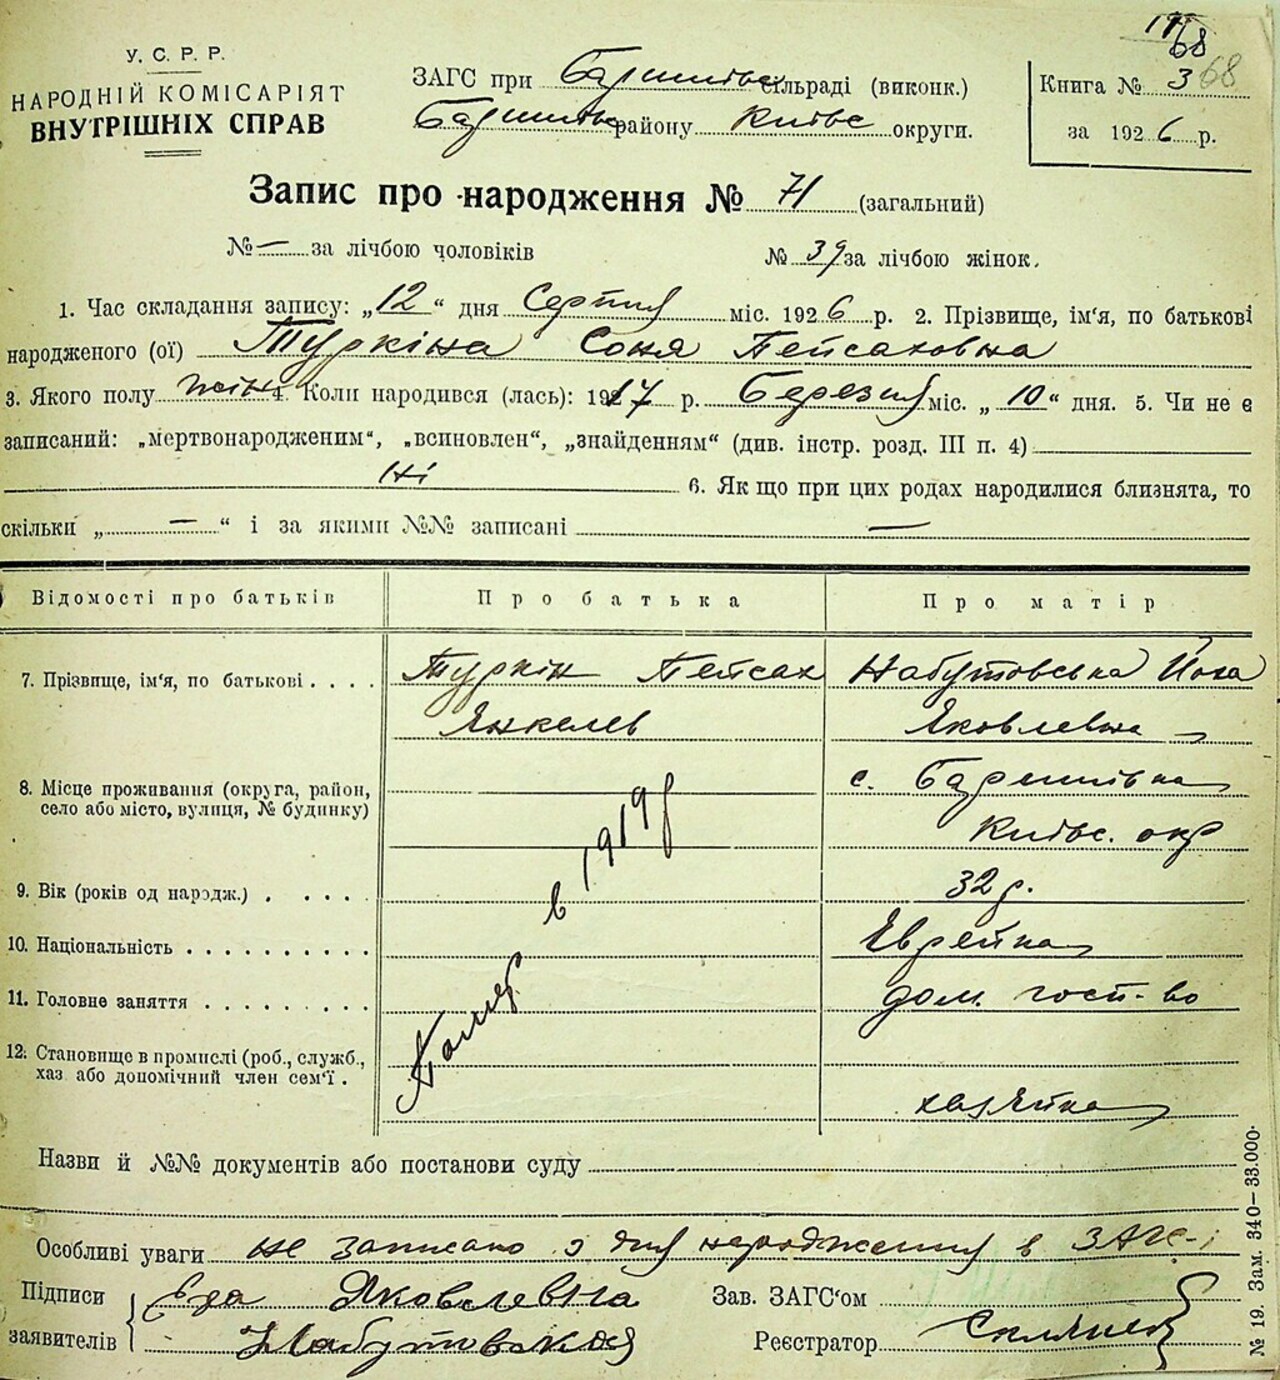 68
У. С. Р. Р.
НАРОДНІЙ КОМІСАРІЯТ
ВНУТРІШНІХ СПРАВ
ЗАГС при Баришівс сільраді (виконк.)
Баришівс району Київс округи.
Книга № 3 68
за 1926 р.
Запис про народження № 71 (загальний)
№ — за лічбою чоловіків № 39 за лічбою жінок.
1. Час складання запису: „12“ дня Серпня міс. 1926 р. 2. Прізвище, ім‘я, по батькові
народженого (ої) Туркіна Соня Пейсаховна
3. Якого полу жін 4. Коли народився (лась): 1917 р. Березня міс. „10“ дня. 5. Чи не є
записаний: „мертвонародженим“, „всиновлен“, „знайденням“ (див. інстр. розд. III п. 4)
ні 6. Як що при цих родах народилися близнята, то
скільки „ — “ і за якими №№ записані —
Відомості про батьків Про батька Про матір
7. Прізвище, ім‘я, по батькові . . . . Туркін Пейсах Набутовська
Янкелев Яковлевна
8. Місце проживання (округа, район,
село або місто, вулиця, № будинку)
с. Баришівка
Київс. окр
9. Вік (років од народж.) . . . . . 32 р.
10. Національність . . . . . . . . . . Еврейка
11. Головне заняття . . . . . . . . . дом. госп-во
12. Становище в промислі (роб., служб.,
хаз або допомічний член сем‘ї .
хазяйка
Помер в 1919 р
Назви й №№ документів або постанови суду
Особливі уваги не записано з дня народження в ЗАГС-і
Підписи
заявителів
Яковлевна
Набутовская
Зав. ЗАГС‘ом
Реєстратор
№ 19. Зам. 340—33.000.